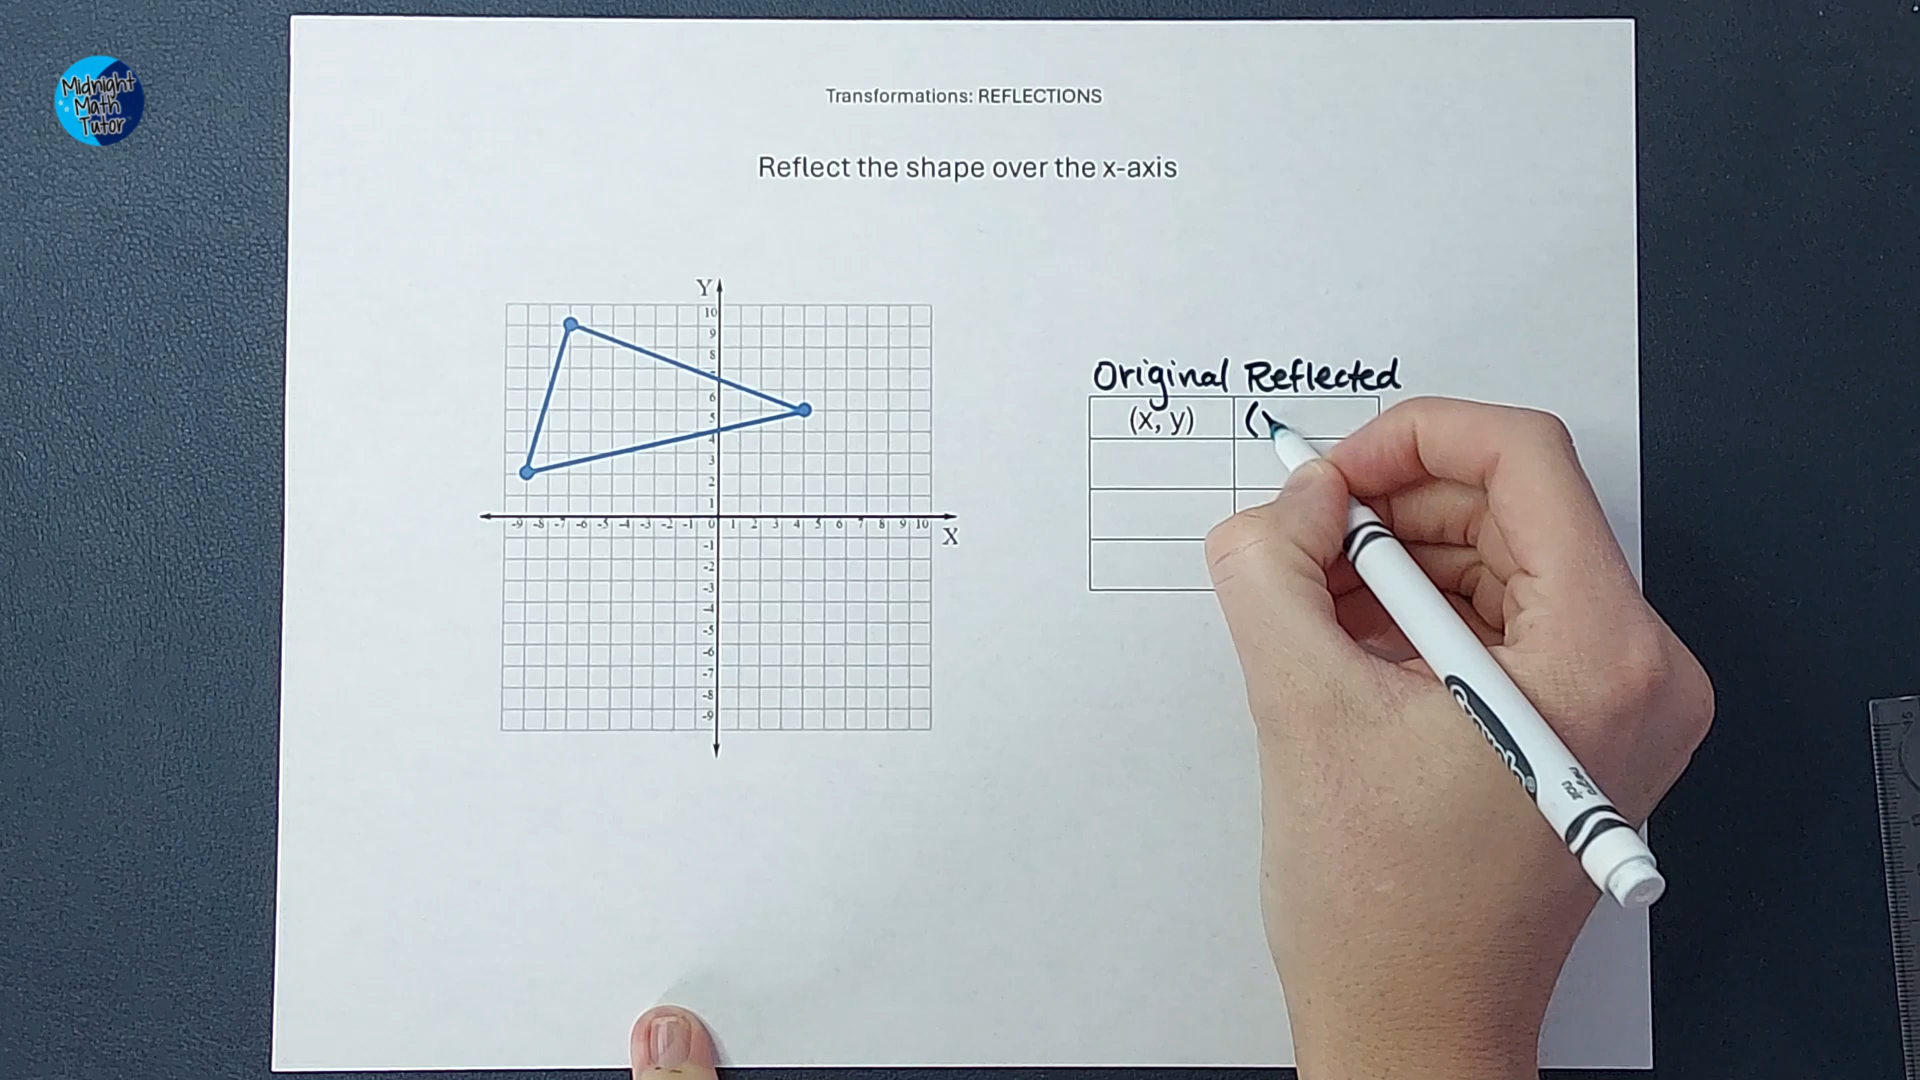 Midnight
Math
Tutor
Transformations: REFLECTIONS
Reflect the shape over the x-axis
Y
10
9
8
6
5
4
3
2
1
-9 -8 -7 -6 -5 -4 -3 -2 -1 0 1 2 3 4 5 6 7 8 9 10
X
-1
-2
-3
-4
-5
-6
-7
-8
-9
Original Reflected
(x, y) (